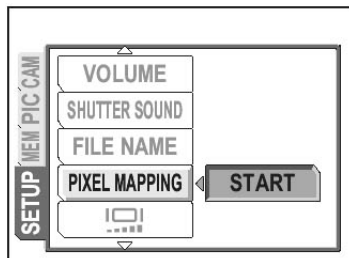 CAM
PIC
MEM
SETUP
VOLUME
SHUTTER SOUND
FILE NAME
PIXEL MAPPING
START